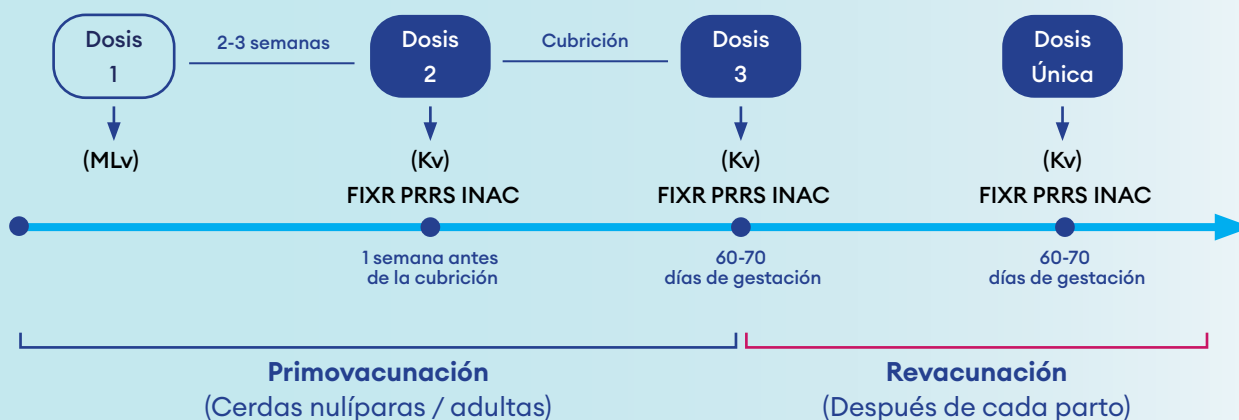 Dosis
1
2-3 semanas
Dosis
2
Cubrición
Dosis
3
Dosis
Única
(MLv)
(Kv)
FIXR PRRS INAC
(Kv)
FIXR PRRS INAC
(Kv)
FIXR PRRS INAC
1 semana antes
de la cubrición
60-70
días de gestación
60-70
días de gestación
Primovacunación
(Cerdas nulíparas / adultas)
Revacunación
(Después de cada parto)